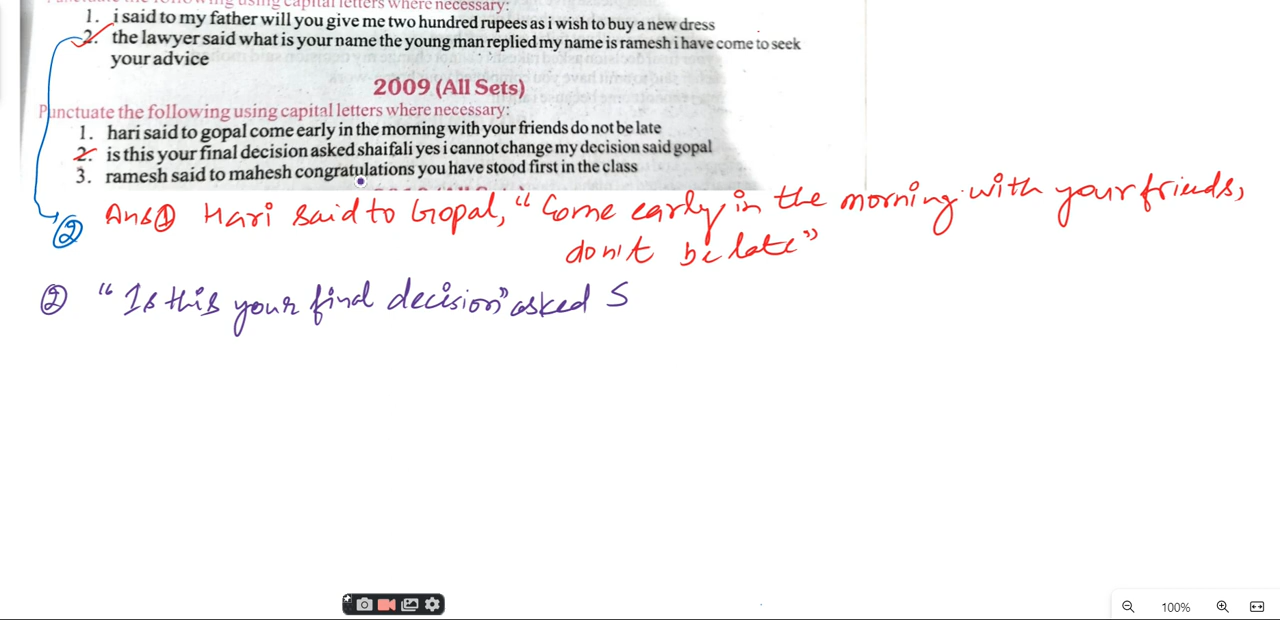 using capital letters where necessary:
1. i said to my father will you give me two hundred rupees as i wish to buy a new dress
2. the lawyer said what is your name the young man replied my name is ramesh i have come to seek
your advice
2009 (All Sets)
Punctuate the following using capital letters where necessary:
1. hari said to gopal come early in the morning with your friends do not be late
2. is this your final decision asked shaifali yes i cannot change my decision said gopal
3. ramesh said to mahesh congratulations you have stood first in the class
② Ans① Hari said to Gopal, "Come early in the morning with your friends,
don't be late"
② "Is this your final decision" asked S
100%